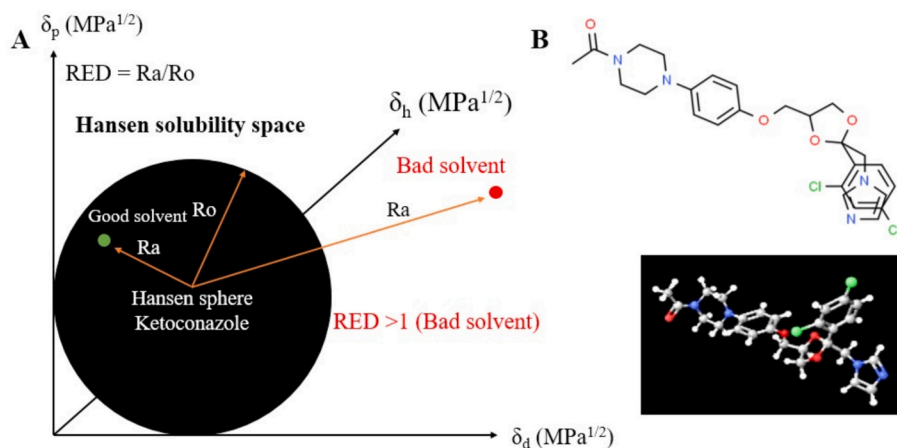 A
δp (MPa1/2)
RED = Ra/Ro
Hansen solubility space
δh (MPa1/2)
Bad solvent
Ra
Good solvent
Ro
Ra
Hansen sphere
Ketoconazole
RED >1 (Bad solvent)
δd (MPa1/2)
B
O
N
N
O
O
O
Cl
N
N
C